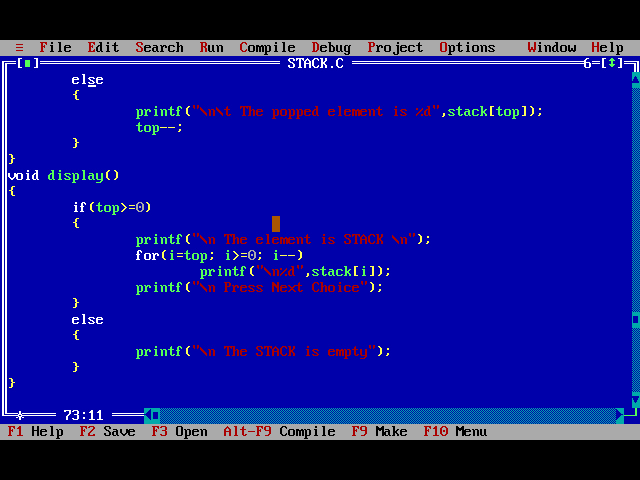 ≡ File Edit Search Run Compile Debug Project Options Window Help
[■] STACK.C 6=[↕]
else
{
printf("\n\t The popped element is %d",stack[top]);
top--;
}
}
void display()
{
if(top>=0)
{
printf("\n The element is STACK \n");
for(i=top; i>=0; i--)
printf("\n%d",stack[i]);
printf("\n Press Next Choice");
}
else
{
printf("\n The STACK is empty");
}
}
73:11
F1 Help F2 Save F3 Open Alt-F9 Compile F9 Make F10 Menu